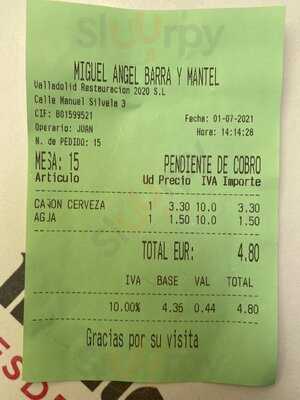 MIGUEL ANGEL BARRA Y MANTEL
Valladolid Restauracion 2020 S.L
Calle Manuel Silvela 3
CIF: B01599521
Fecha: 01-07-2021
Operario: JUAN
Hora: 14:14:28
N. de PEDIDO: 15
MESA: 15 PENDIENTE DE COBRO
Articulo Ud Precio IVA Importe
CAÑON CERVEZA 1 3.30 10.0 3.30
AGUA 1 1.50 10.0 1.50
TOTAL EUR: 4.80
IVA BASE VAL TOTAL
10.00% 4.36 0.44 4.80
Gracias por su visita